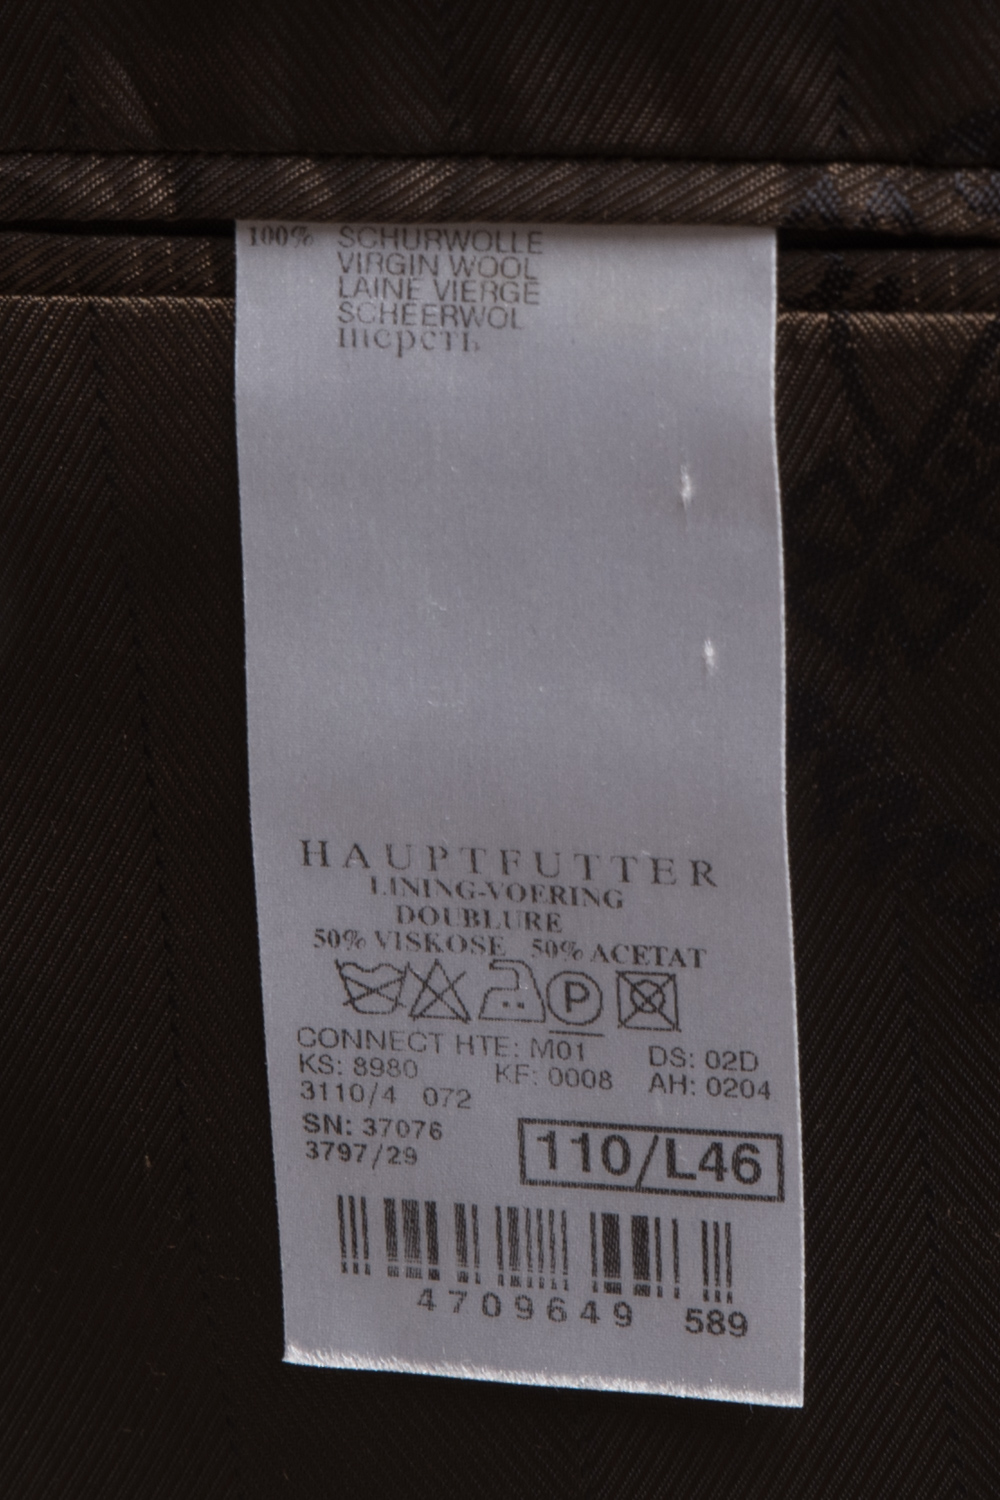 100% SCHURWOLLE
VIRGIN WOOL
LAINE VIERGE
SCHEERWOL
шерсть
HAUPTFUTTER
LINING-VOERING
DOUBLURE
50% VISKOSE 50% ACETAT
P
CONNECT HTE: M01 DS: 02D
KS: 8980 KF: 0008 AH: 0204
3110/4 072
SN: 37076
3797/29
110/L46
4709649 589